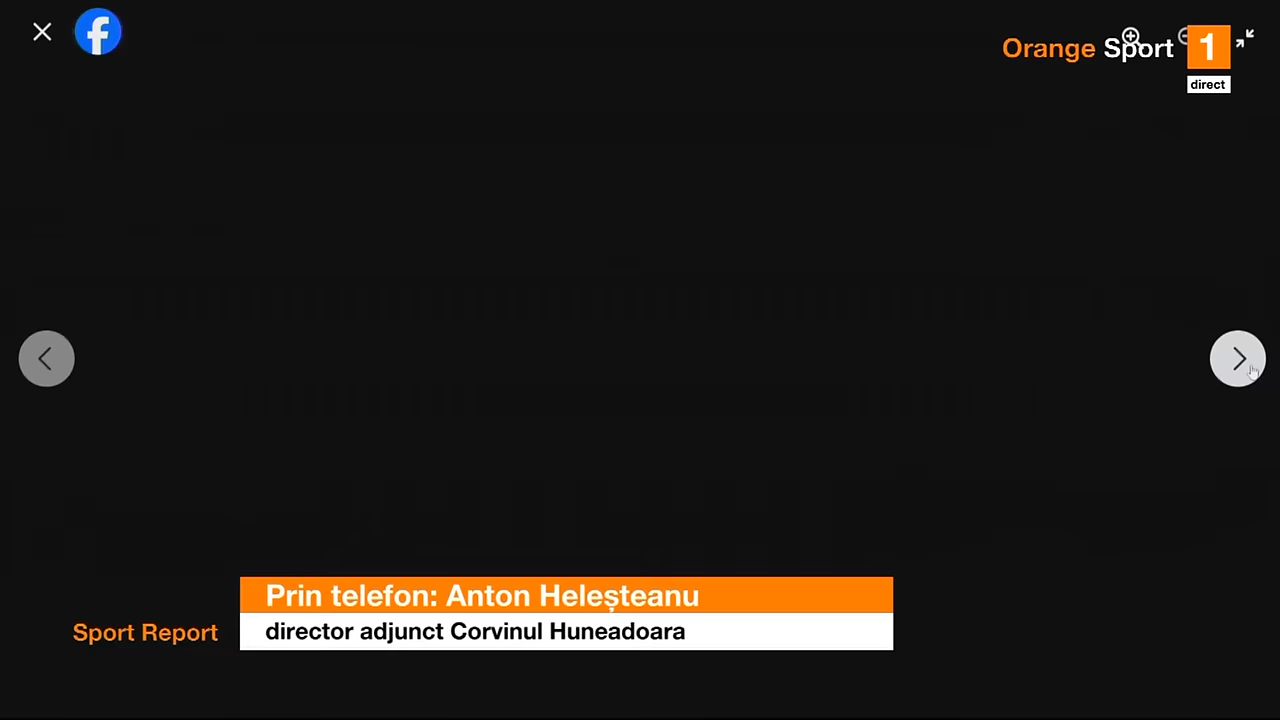 Orange Sport 1
direct
Prin telefon: Anton Heleșteanu
director adjunct Corvinul Huneadoara
Sport Report